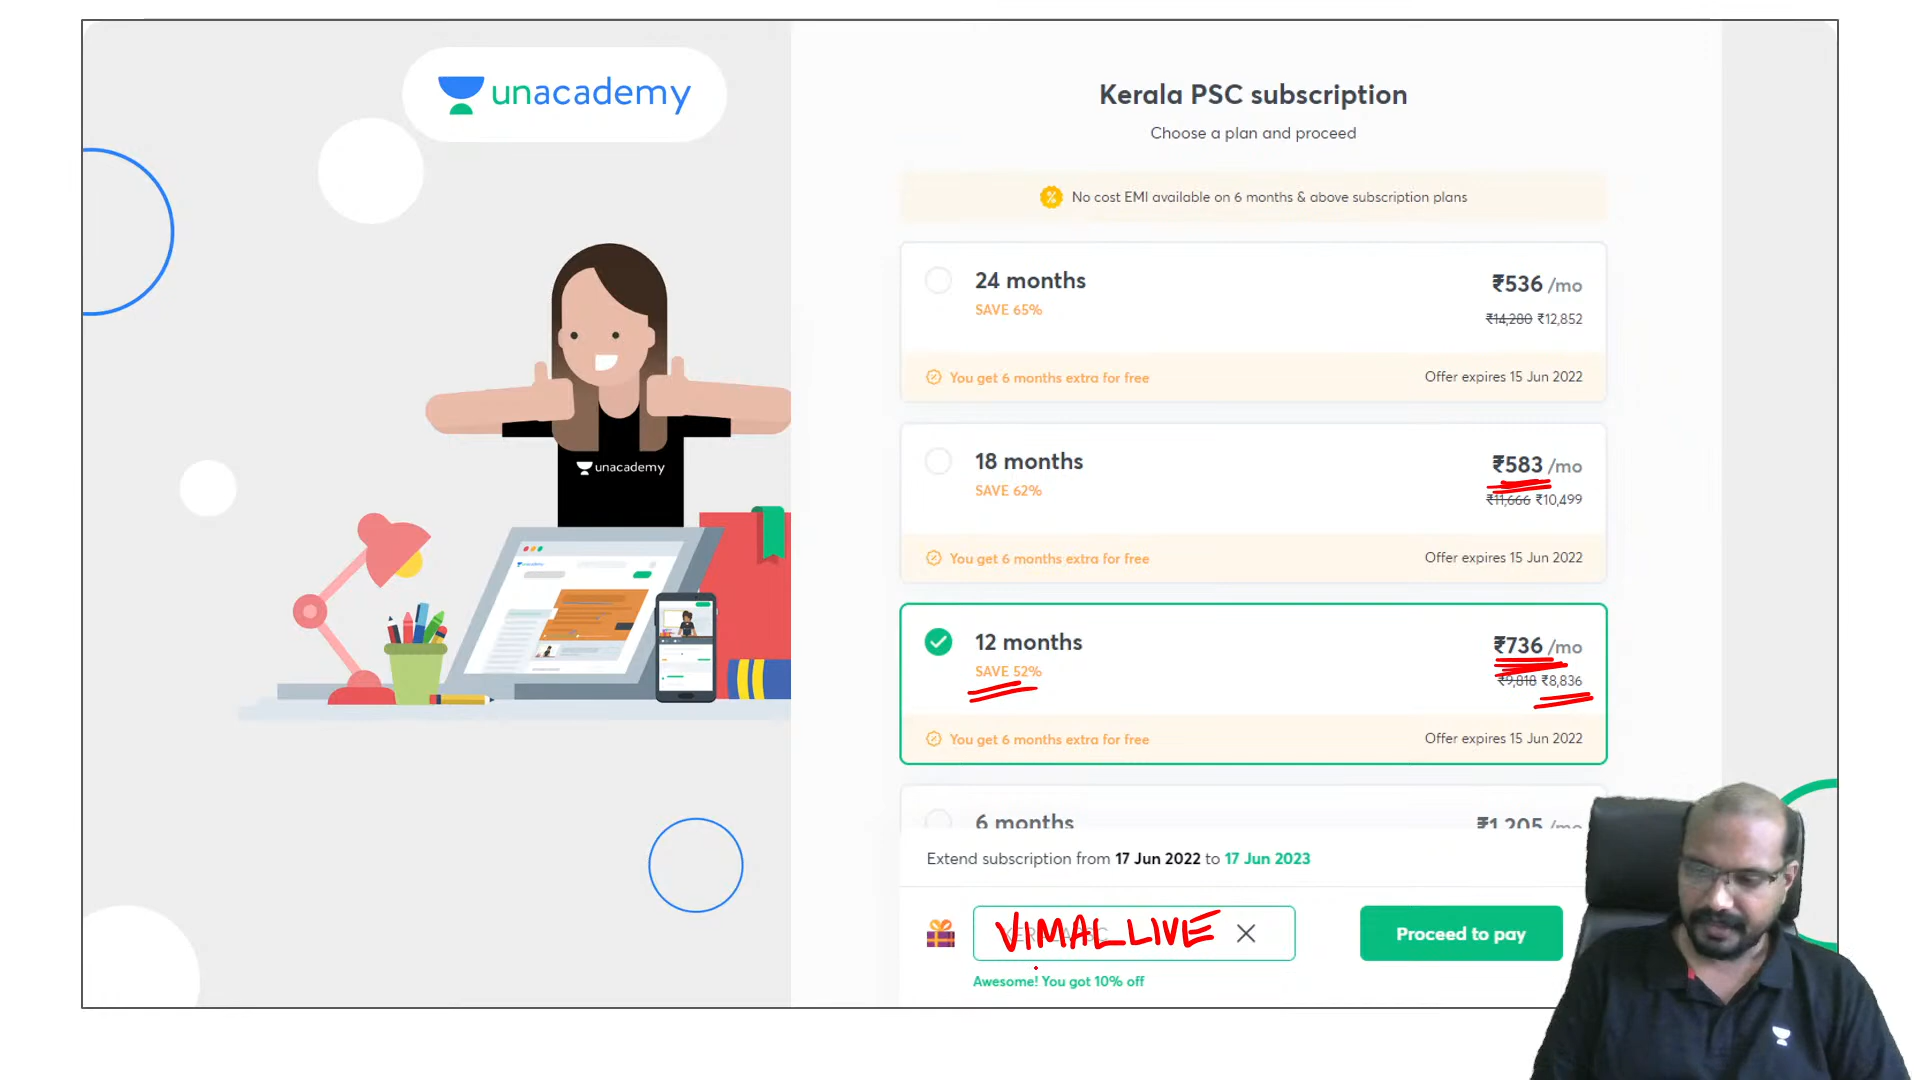 unacademy
Kerala PSC subscription
Choose a plan and proceed
No cost EMI available on 6 months & above subscription plans
24 months
₹536 /mo
SAVE 65%
₹14,280 ₹12,852
You get 6 months extra for free
Offer expires 15 Jun 2022
18 months
₹583 /mo
SAVE 62%
₹11,666 ₹10,499
You get 6 months extra for free
Offer expires 15 Jun 2022
unacademy
12 months
₹736 /mo
SAVE 52%
₹9,818 ₹8,836
You get 6 months extra for free
Offer expires 15 Jun 2022
6 months
₹1,205 /mo
Extend subscription from 17 Jun 2022 to 17 Jun 2023
VIMALLIVE
Proceed to pay
Awesome! You got 10% off